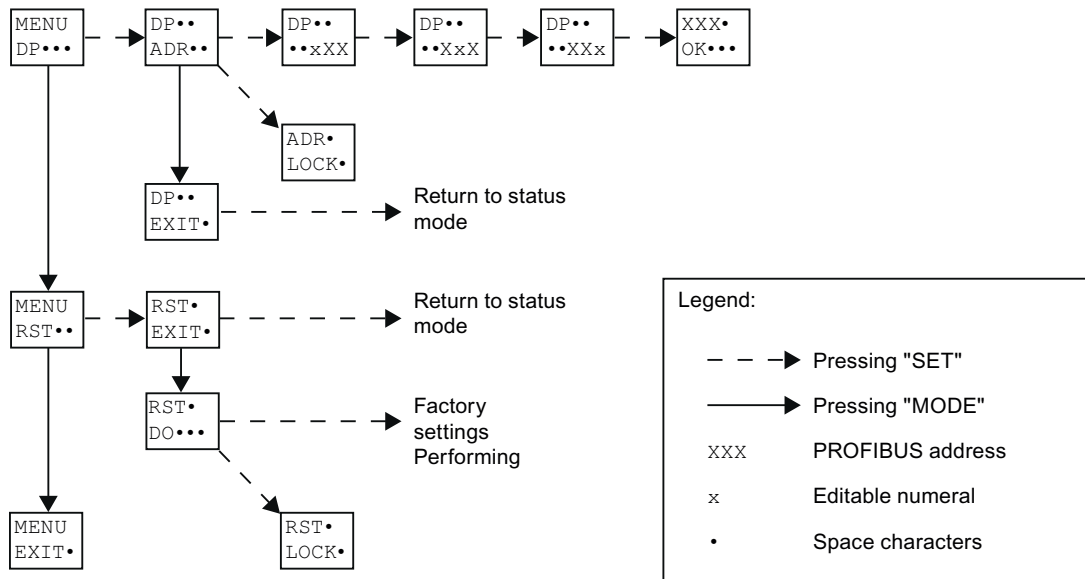 MENU
DP•••
DP••
ADR••
DP••
••xXX
DP••
••XxX
DP••
••XXx
XXX•
OK•••
ADR•
LOCK•
DP••
EXIT•
Return to status
mode
MENU
RST••
RST•
EXIT•
Return to status
mode
RST•
DO•••
Factory
settings
Performing
MENU
EXIT•
RST•
LOCK•
Legend:
Pressing "SET"
Pressing "MODE"
XXX PROFIBUS address
x Editable numeral
• Space characters